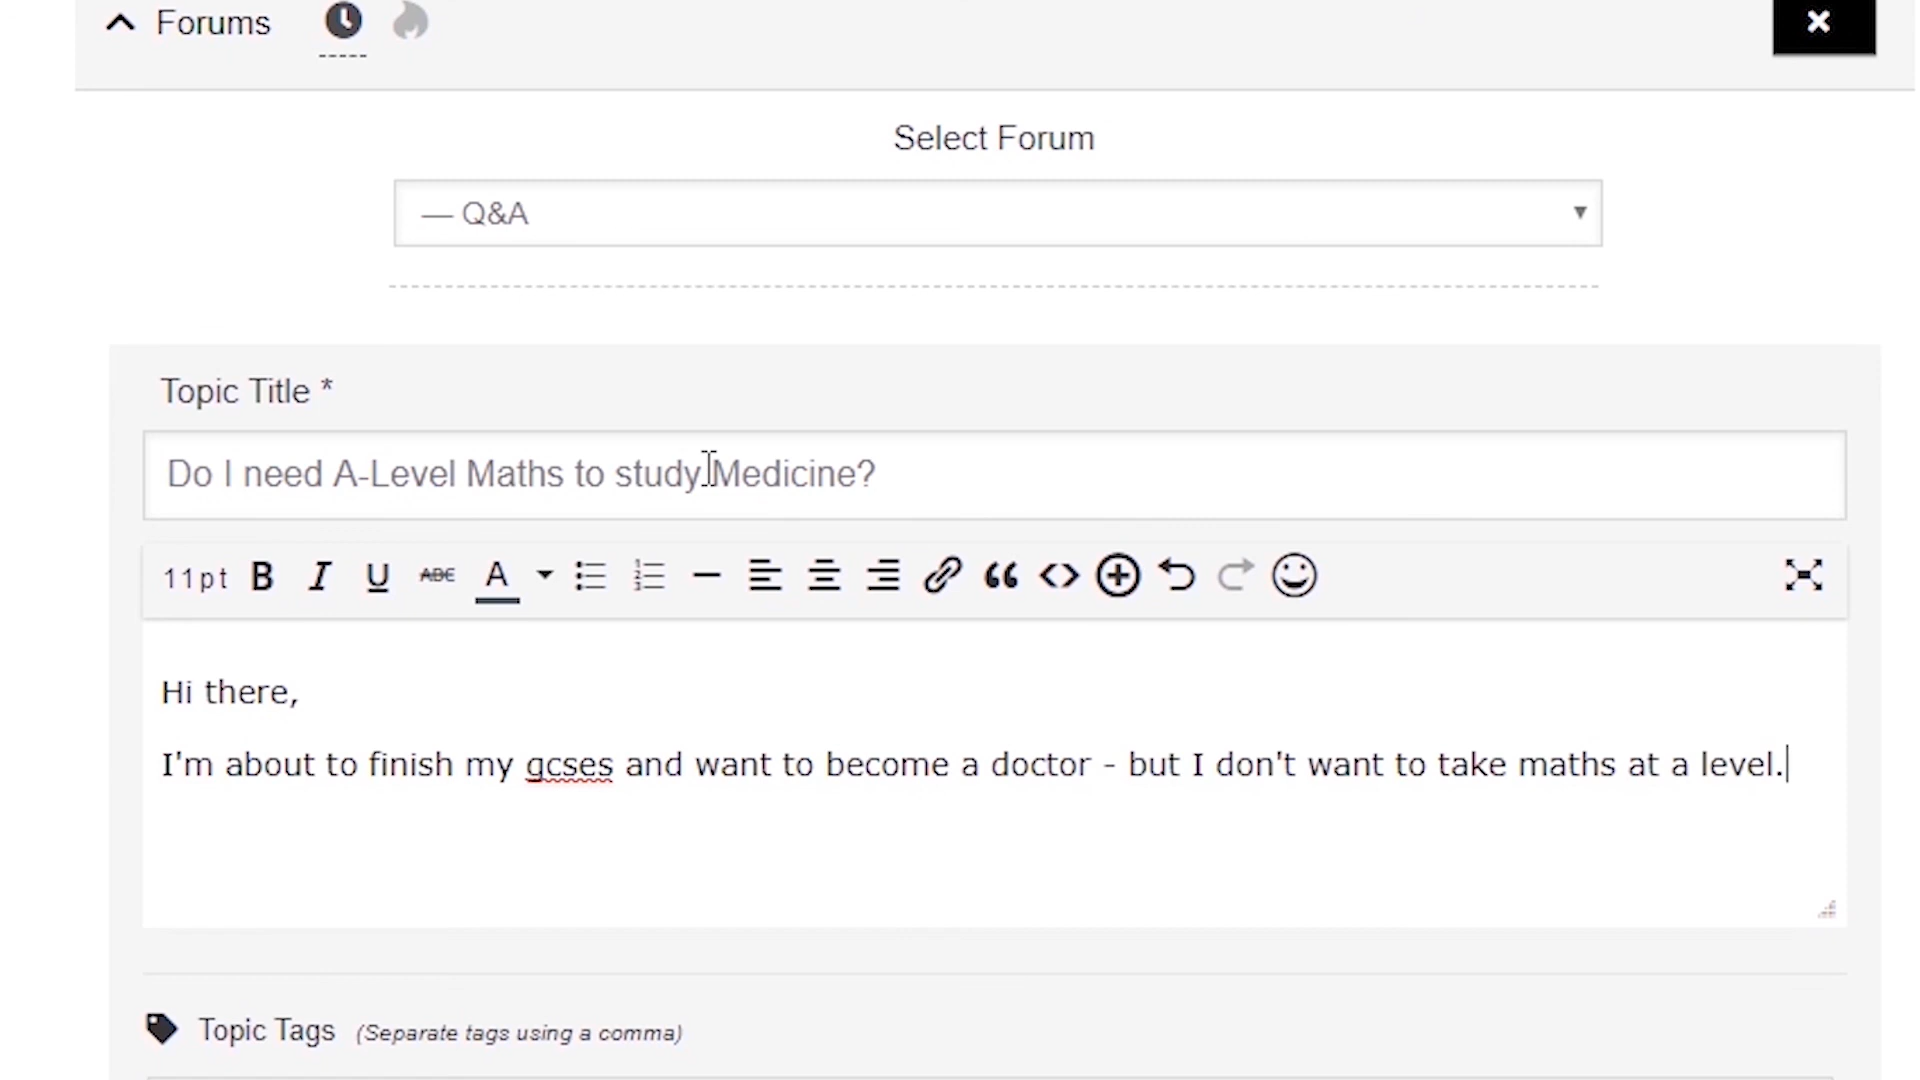 Forums
Select Forum
— Q&A
Topic Title *
Do I need A-Level Maths to study Medicine?
11pt B I U ABC A
Hi there,
I'm about to finish my gcses and want to become a doctor - but I don't want to take maths at a level.
Topic Tags (Separate tags using a comma)